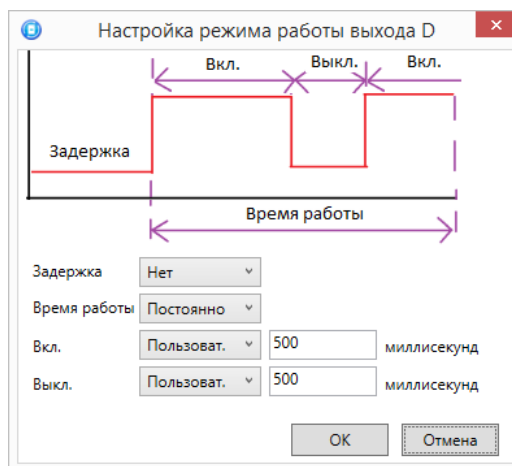 Настройка режима работы выхода D
Вкл. Выкл. Вкл.
Задержка
Время работы
Задержка Нет
Время работы Постоянно
Вкл. Пользоват. 500 миллисекунд
Выкл. Пользоват. 500 миллисекунд
OK Отмена